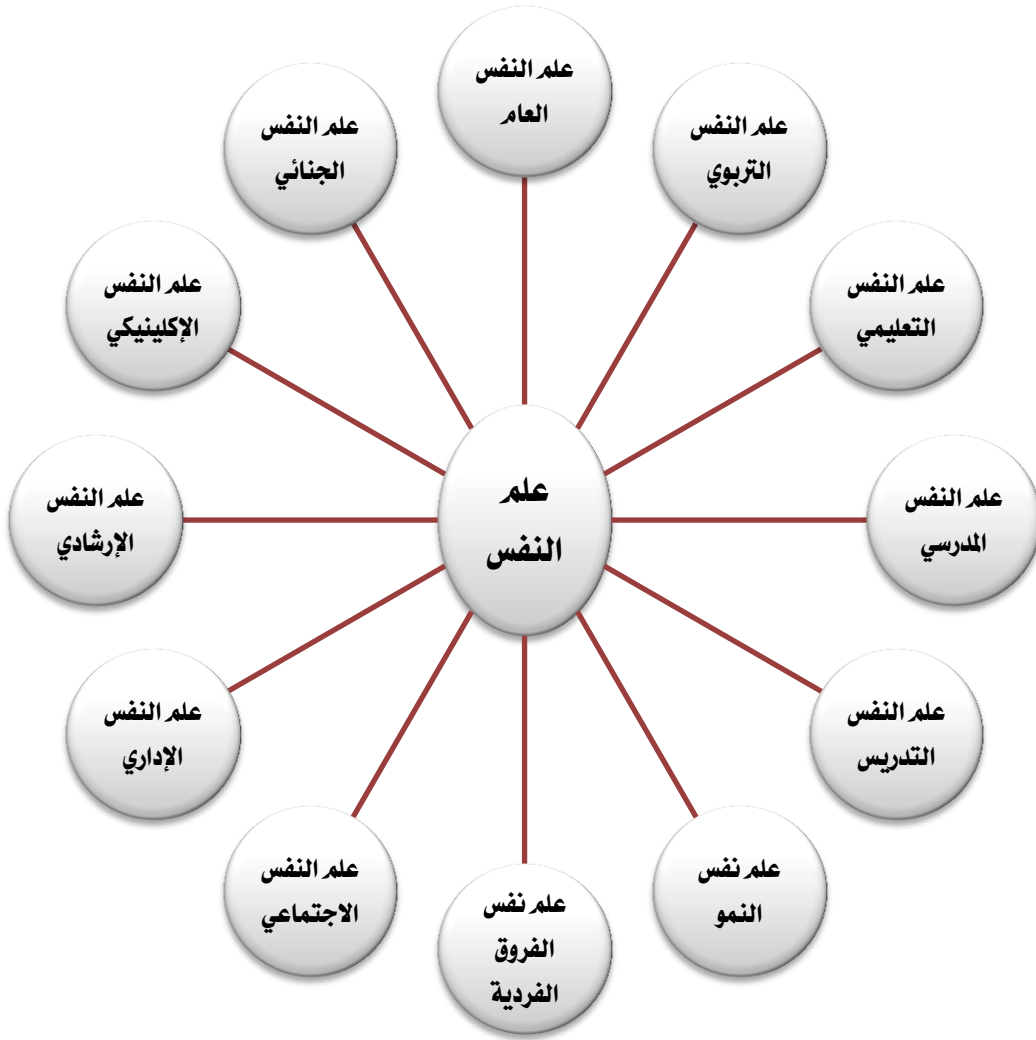 علم النفس
العام
علم النفس
التربوي
علم النفس
التعليمي
علم النفس
المدرسي
علم النفس
التدريس
علم نفس
النمو
علم نفس
الفروق
الفردية
علم النفس
الاجتماعي
علم النفس
الإداري
علم النفس
الإرشادي
علم النفس
الإكلينيكي
علم النفس
الجنائي
علم
النفس